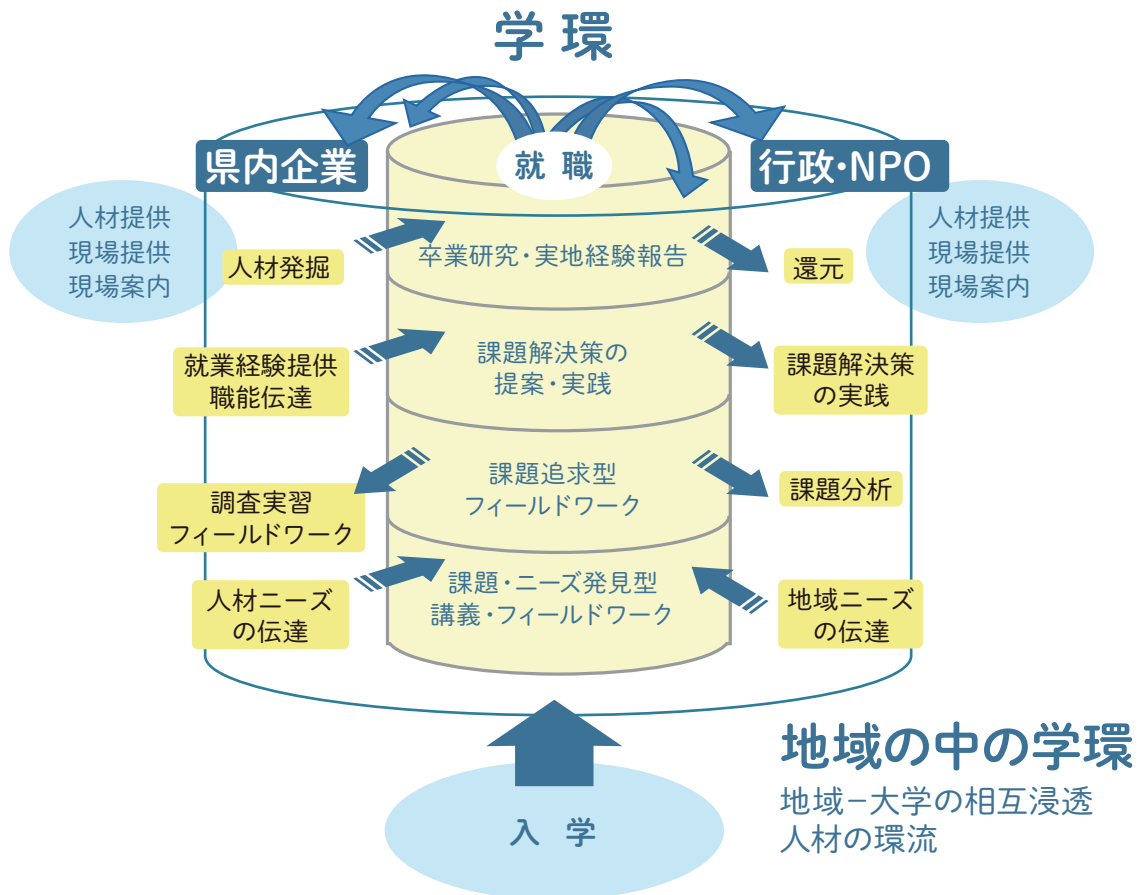 学環
就職
県内企業
行政・NPO
人材提供
現場提供
現場案内
人材提供
現場提供
現場案内
人材発掘
卒業研究・実地経験報告
還元
就業経験提供
職能伝達
課題解決策の
提案・実践
課題解決策
の実践
調査実習
フィールドワーク
課題追求型
フィールドワーク
課題分析
人材ニーズ
の伝達
課題・ニーズ発見型
講義・フィールドワーク
地域ニーズ
の伝達
入学
地域の中の学環
地域−大学の相互浸透
人材の環流